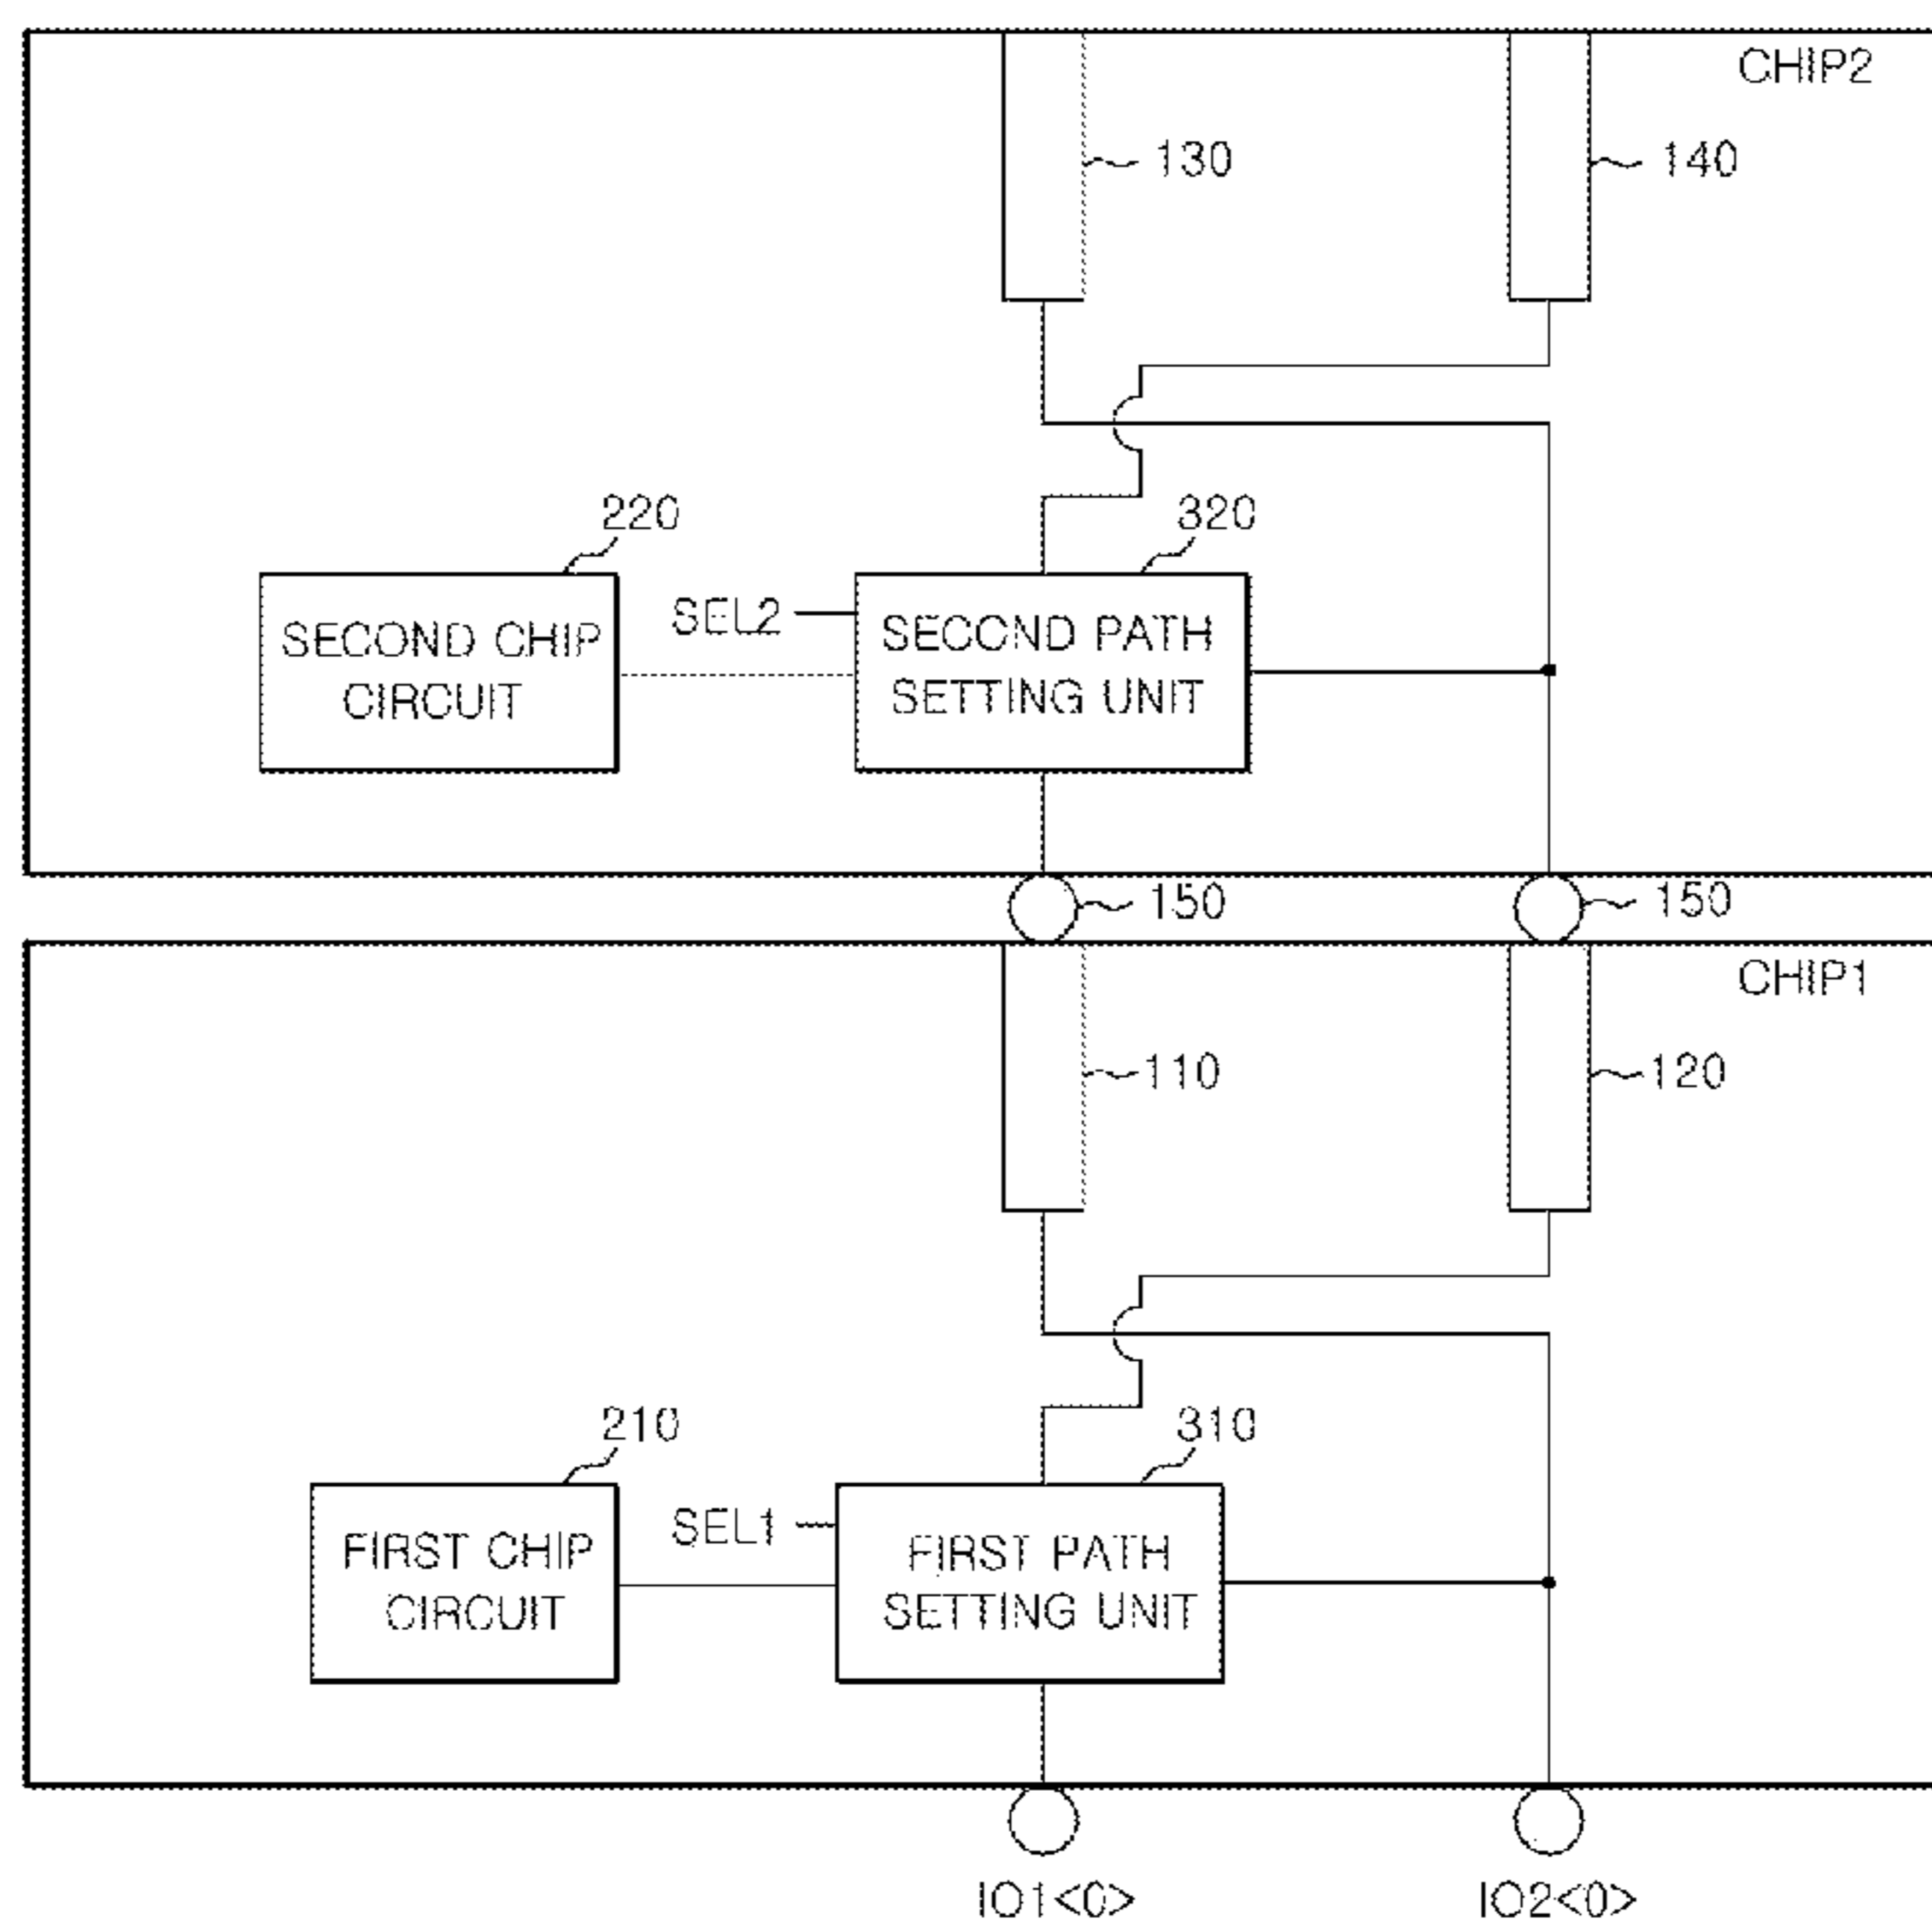 CHIP2
130
140
220
320
SEL2
SECOND CHIP
CIRCUIT
SECOND PATH
SETTING UNIT
150
150
CHIP1
110
120
210
310
SEL1
FIRST CHIP
CIRCUIT
FIRST PATH
SETTING UNIT
IO1<0>
IO2<0>